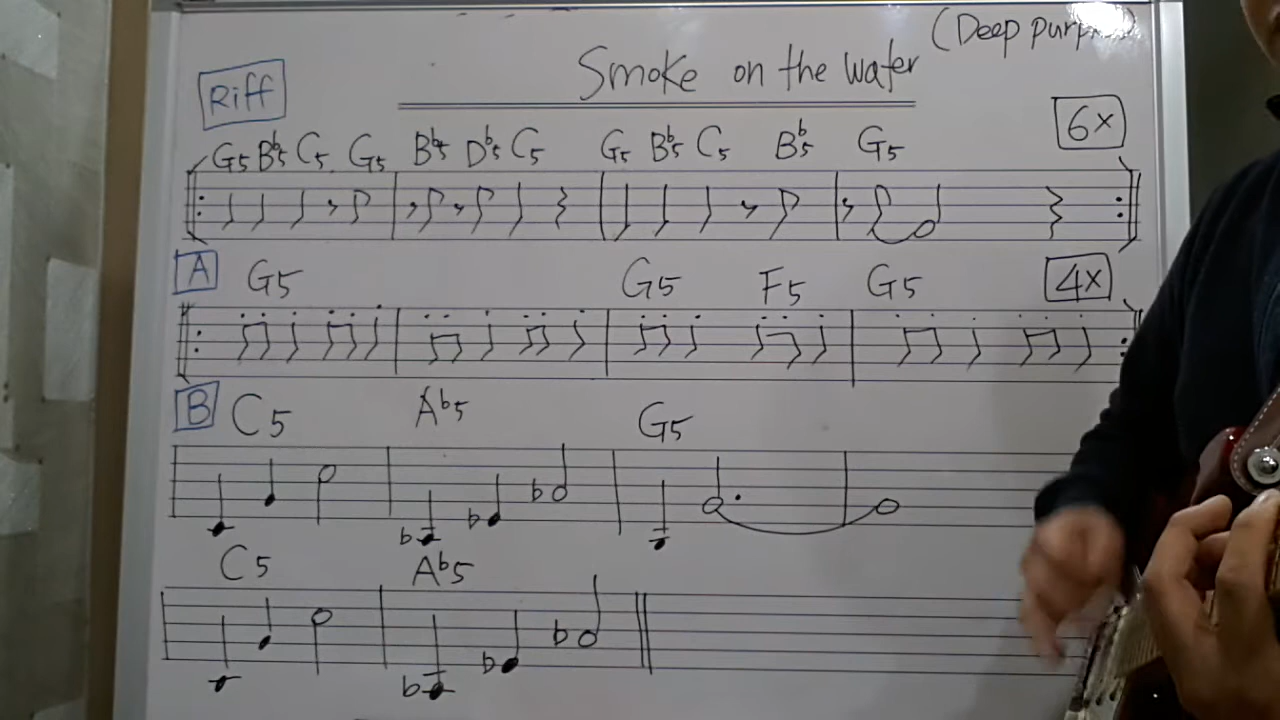 (Deep purp
Smoke on the water
Riff
6x
G5 B♭5 C5 G5 B♭5 D♭5 C5 G5 B♭5 C5 B♭5 G5
A G5 G5 F5 G5 4x
B C5 A♭5 G5
C5 A♭5